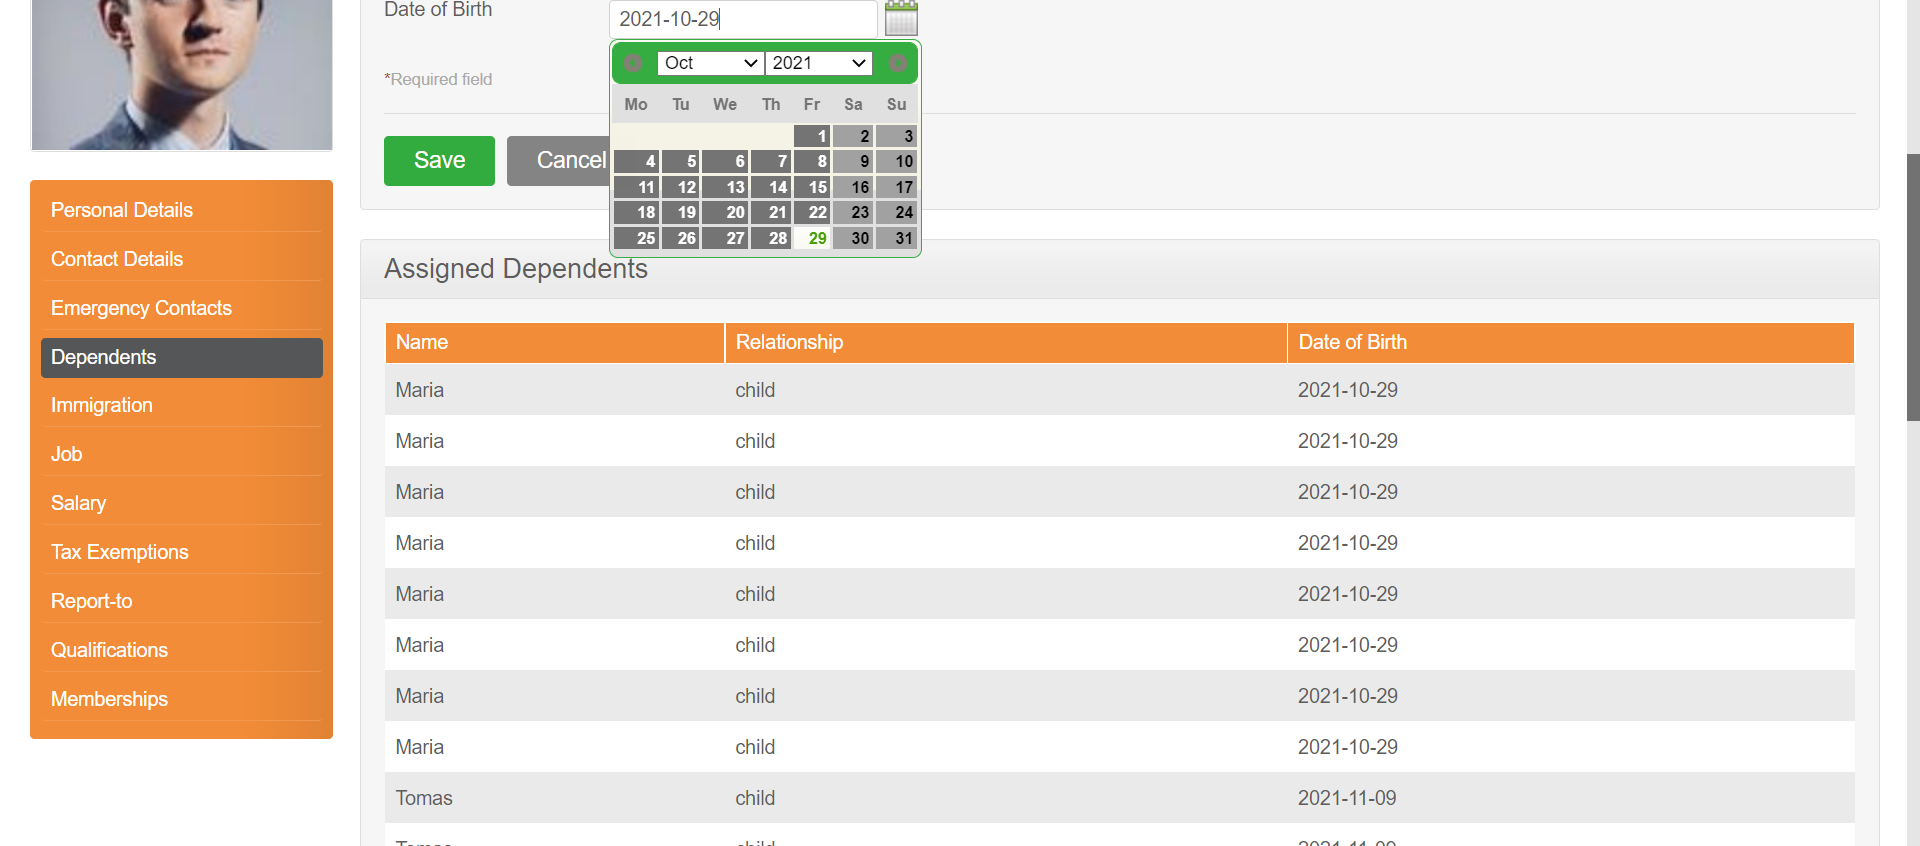 Date of Birth
2021-10-29
Oct 2021
*Required field
Mo Tu We Th Fr Sa Su
1 2 3
4 5 6 7 8 9 10
11 12 13 14 15 16 17
18 19 20 21 22 23 24
25 26 27 28 29 30 31
Save
Cancel
Personal Details
Contact Details
Emergency Contacts
Dependents
Immigration
Job
Salary
Tax Exemptions
Report-to
Qualifications
Memberships
Assigned Dependents
Name Relationship Date of Birth
Maria child 2021-10-29
Maria child 2021-10-29
Maria child 2021-10-29
Maria child 2021-10-29
Maria child 2021-10-29
Maria child 2021-10-29
Maria child 2021-10-29
Maria child 2021-10-29
Tomas child 2021-11-09